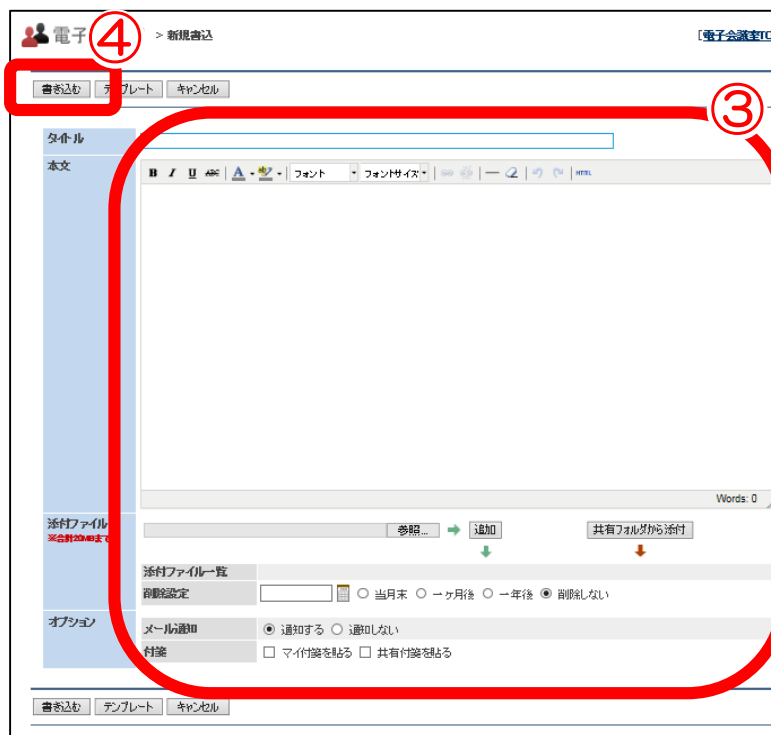 電子 ④ > 新規書込 [電子会議室TO
書き込む テンプレート キャンセル
③
タイトル
本文
B I U ABC A ab フォント フォントサイズ HTML
Words: 0
添付ファイル 参照... 追加 共有フォルダから添付
※合計20MBまで
添付ファイル一覧
削除設定 当月末 一ヶ月後 一年後 削除しない
オプション メール通知 通知する 通知しない
付箋 マイ付箋を貼る 共有付箋を貼る
書き込む テンプレート キャンセル